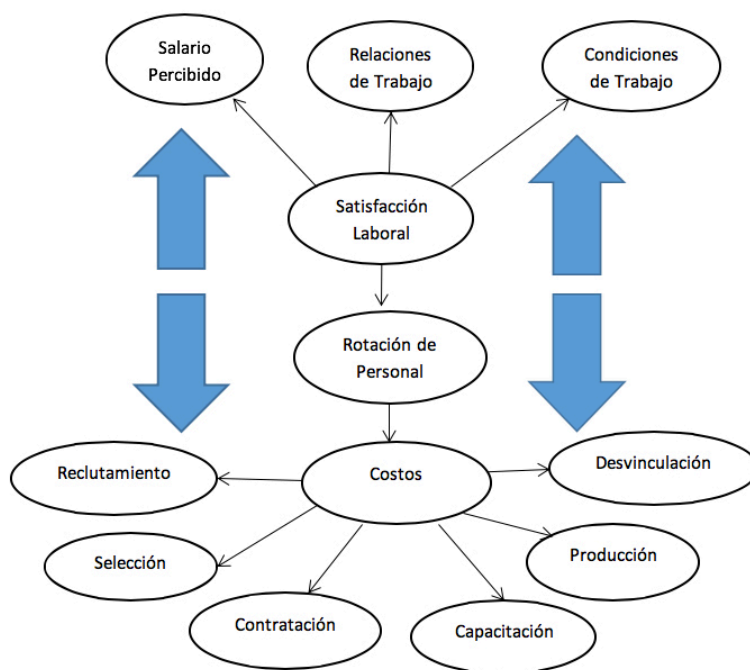 Salario
Percibido
Relaciones
de Trabajo
Condiciones
de Trabajo
Satisfacción
Laboral
Rotación de
Personal
Reclutamiento
Costos
Desvinculación
Selección
Producción
Contratación
Capacitación